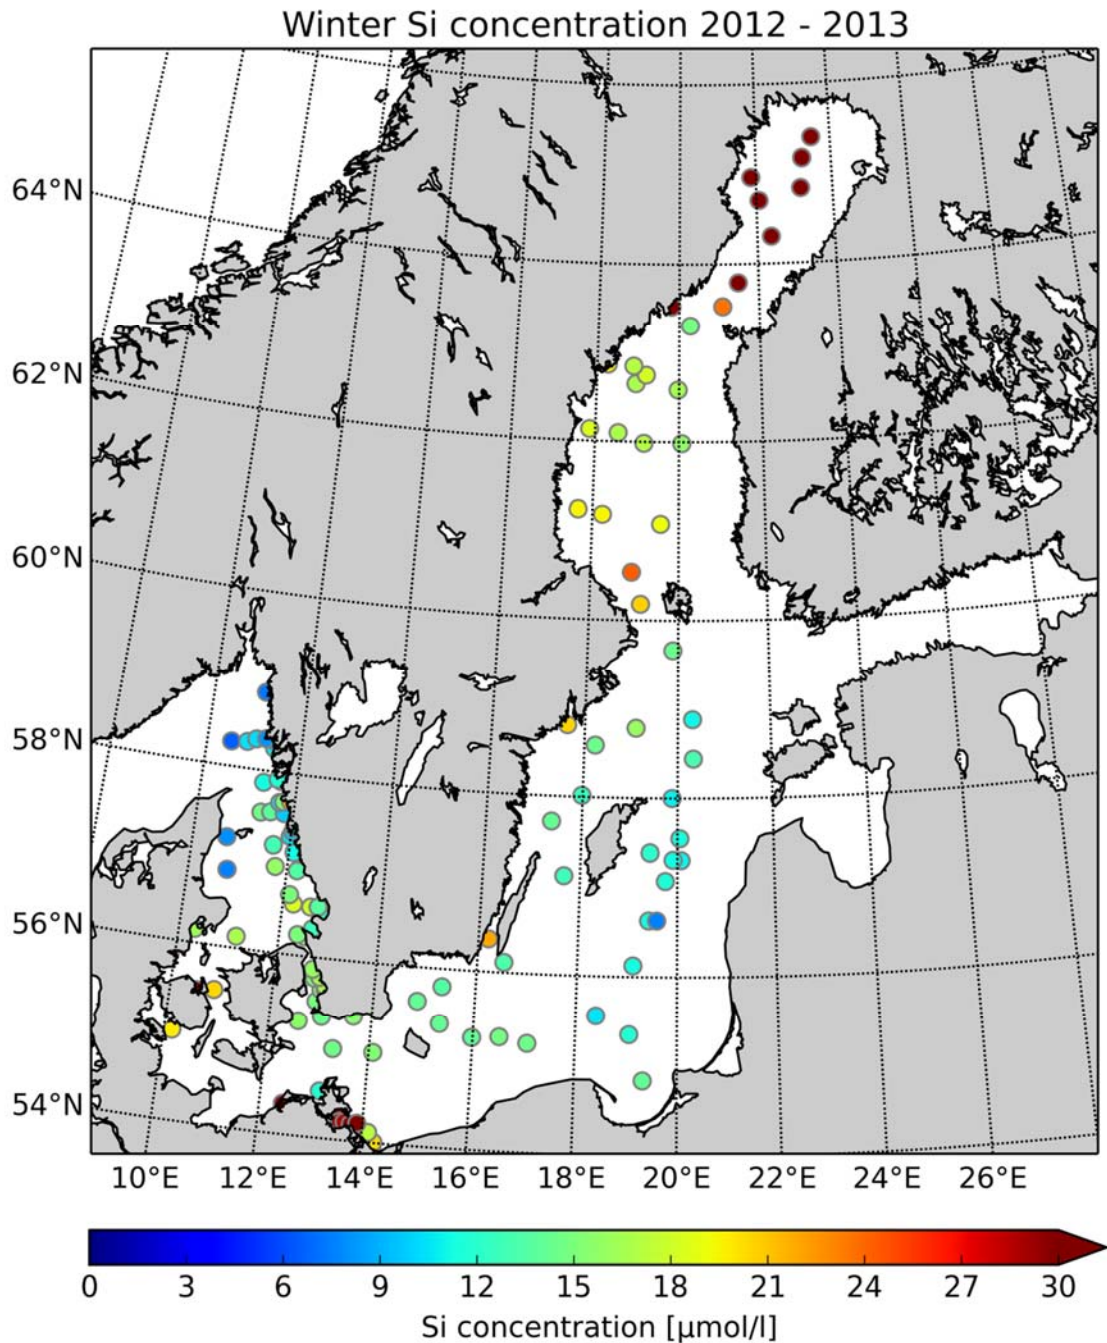 Winter Si concentration 2012 - 2013
64°N
62°N
60°N
58°N
56°N
54°N
10°E 12°E 14°E 16°E 18°E 20°E 22°E 24°E 26°E
0 3 6 9 12 15 18 21 24 27 30
Si concentration [µmol/l]